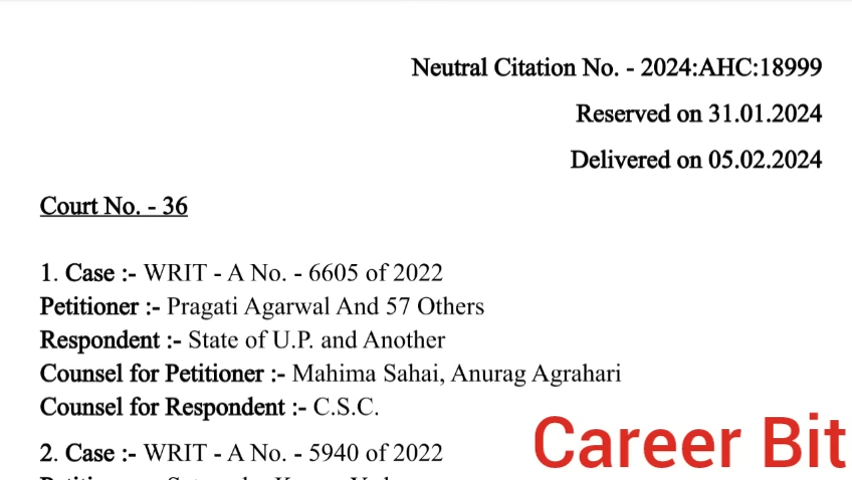 Neutral Citation No. - 2024:AHC:18999
Reserved on 31.01.2024
Delivered on 05.02.2024
Court No. - 36
1. Case :- WRIT - A No. - 6605 of 2022
Petitioner :- Pragati Agarwal And 57 Others
Respondent :- State of U.P. and Another
Counsel for Petitioner :- Mahima Sahai, Anurag Agrahari
Counsel for Respondent :- C.S.C.
2. Case :- WRIT - A No. - 5940 of 2022
Career Bit